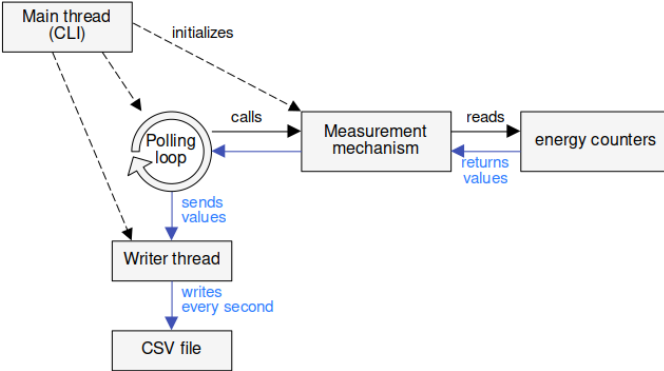 Main thread
(CLI)
initializes
Polling
loop
calls
Measurement
mechanism
reads
energy counters
returns
values
sends
values
Writer thread
writes
every second
CSV file